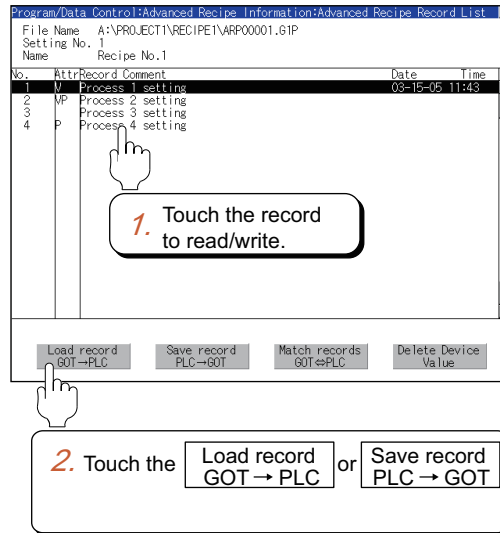 Program/Data Control:Advanced Recipe Information:Advanced Recipe Record List
File Name A:\PROJECT1\RECIPE1\ARP00001.G1P
Setting No. 1
Name Recipe No.1
No. Attr Record Comment Date Time
1 V Process 1 setting 03-15-05 11:43
2 VP Process 2 setting
3 Process 3 setting
4 P Process 4 setting
1. Touch the record
to read/write.
Load record Save record Match records Delete Device
GOT→PLC PLC→GOT GOT⇔PLC Value
2. Touch the Load record or Save record
GOT → PLC PLC → GOT